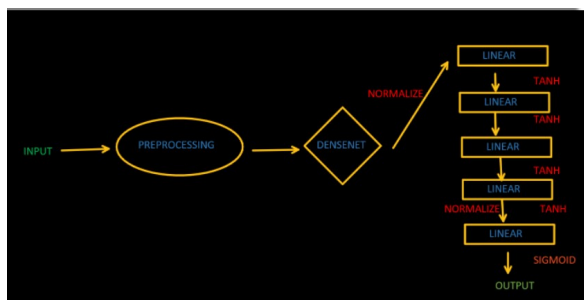 INPUT
PREPROCESSING
DENSENET
NORMALIZE
LINEAR
TANH
LINEAR
TANH
LINEAR
TANH
LINEAR
NORMALIZE TANH
LINEAR
SIGMOID
OUTPUT